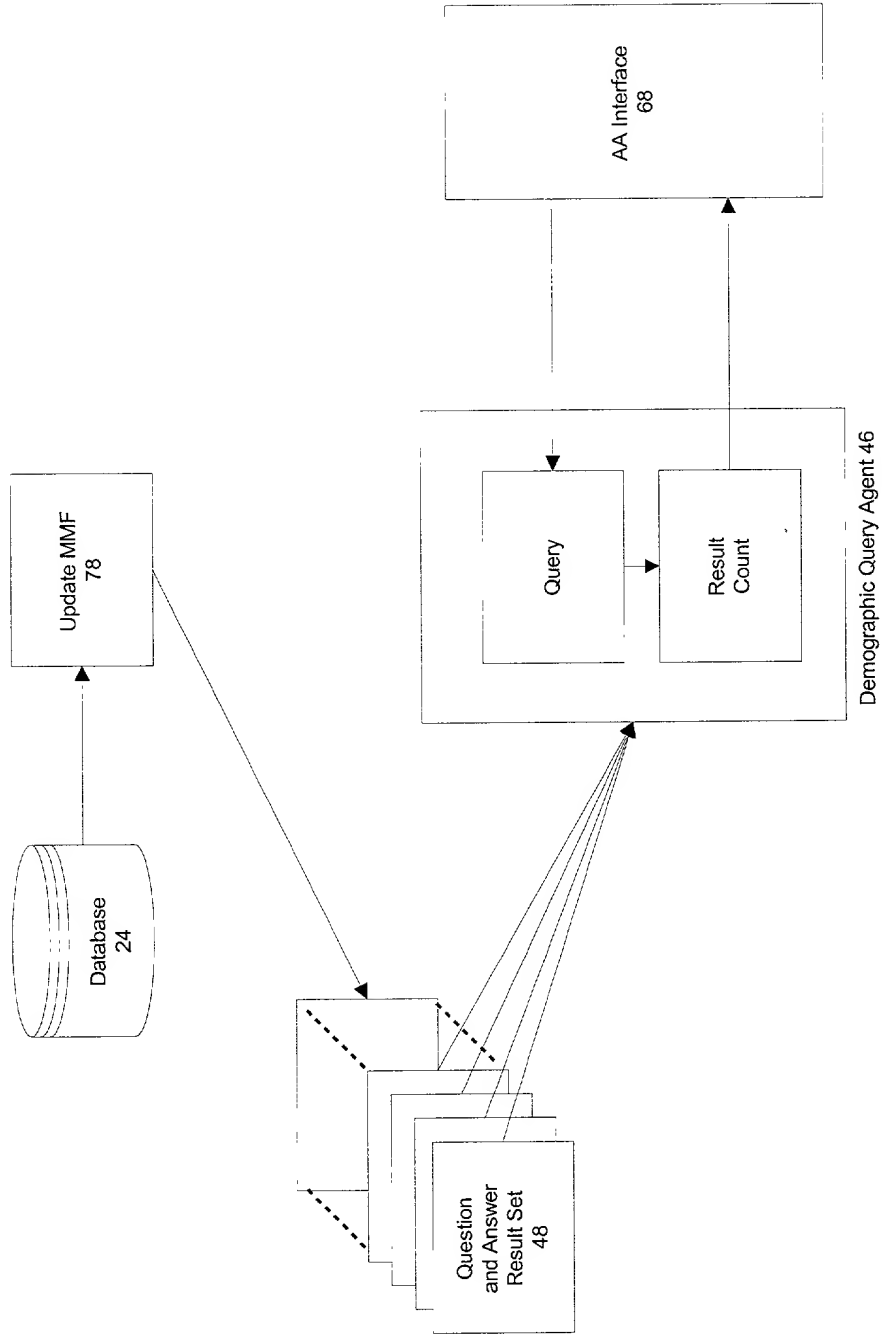 Database
24
Update MMF
78
Question
and Answer
Result Set
48
Query
Result
Count
Demographic Query Agent 46
AA Interface
68